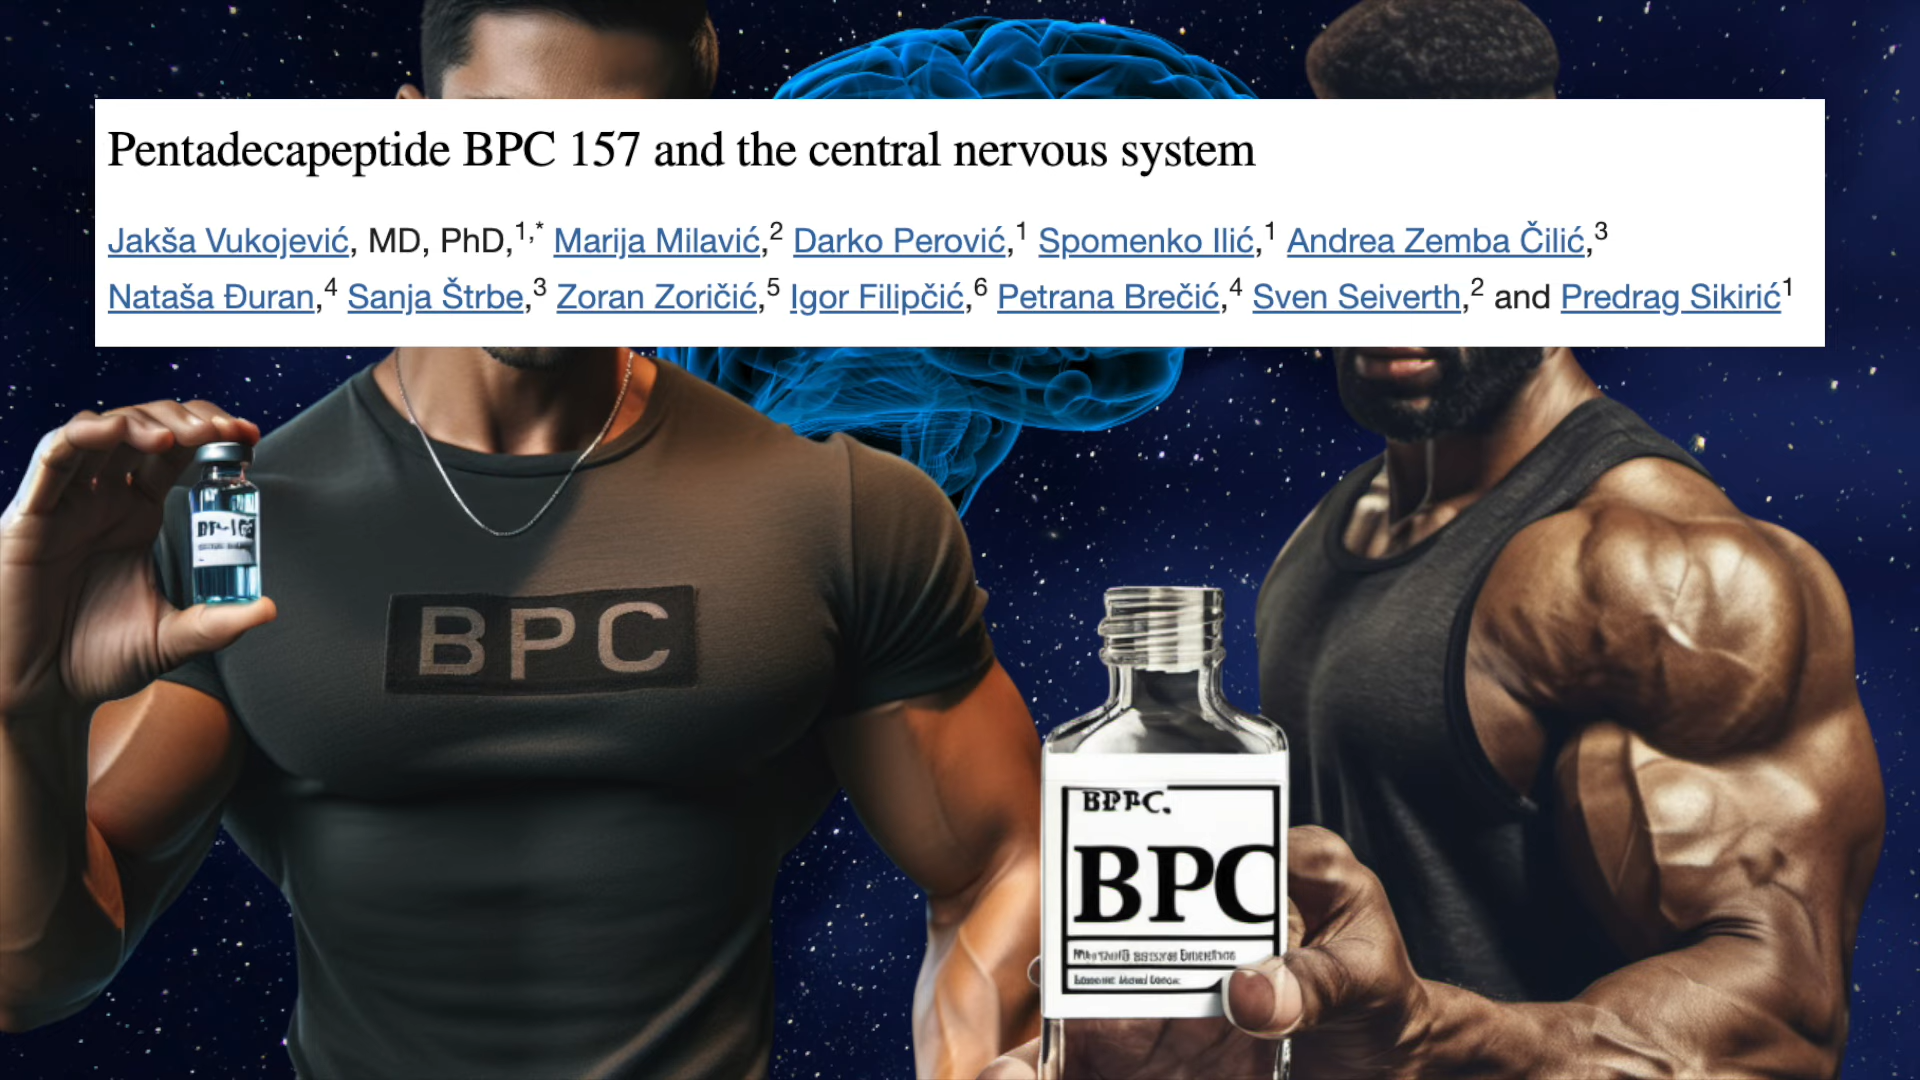 Pentadecapeptide BPC 157 and the central nervous system
Jakša Vukojević, MD, PhD,1,* Marija Milavić,2 Darko Perović,1 Spomenko Ilić,1 Andrea Zemba Čilić,3
Nataša Đuran,4 Sanja Štrbe,3 Zoran Zoričić,5 Igor Filipčić,6 Petrana Brečić,4 Sven Seiverth,2 and Predrag Sikirić1
BPC
BPC